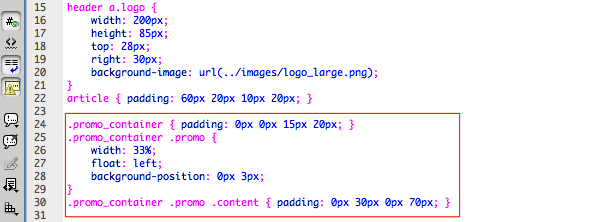 15 header a.logo {
16 width: 200px;
17 height: 85px;
18 top: 28px;
19 right: 30px;
20 background-image: url(../images/logo_large.png);
21 }
22 article { padding: 60px 20px 10px 20px; }
23
24 .promo_container { padding: 0px 0px 15px 20px; }
25 .promo_container .promo {
26 width: 33%;
27 float: left;
28 background-position: 0px 3px;
29 }
30 .promo_container .promo .content { padding: 0px 30px 0px 70px; }
31